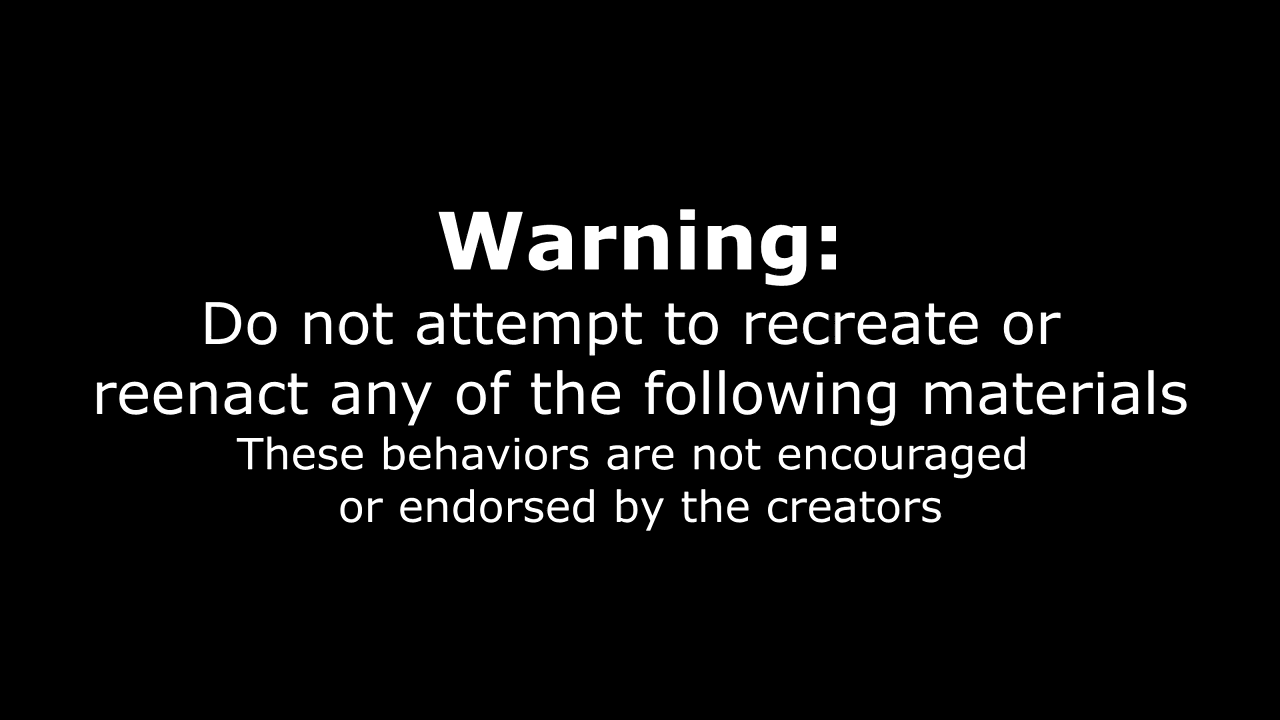 Warning:
Do not attempt to recreate or
reenact any of the following materials
These behaviors are not encouraged
or endorsed by the creators